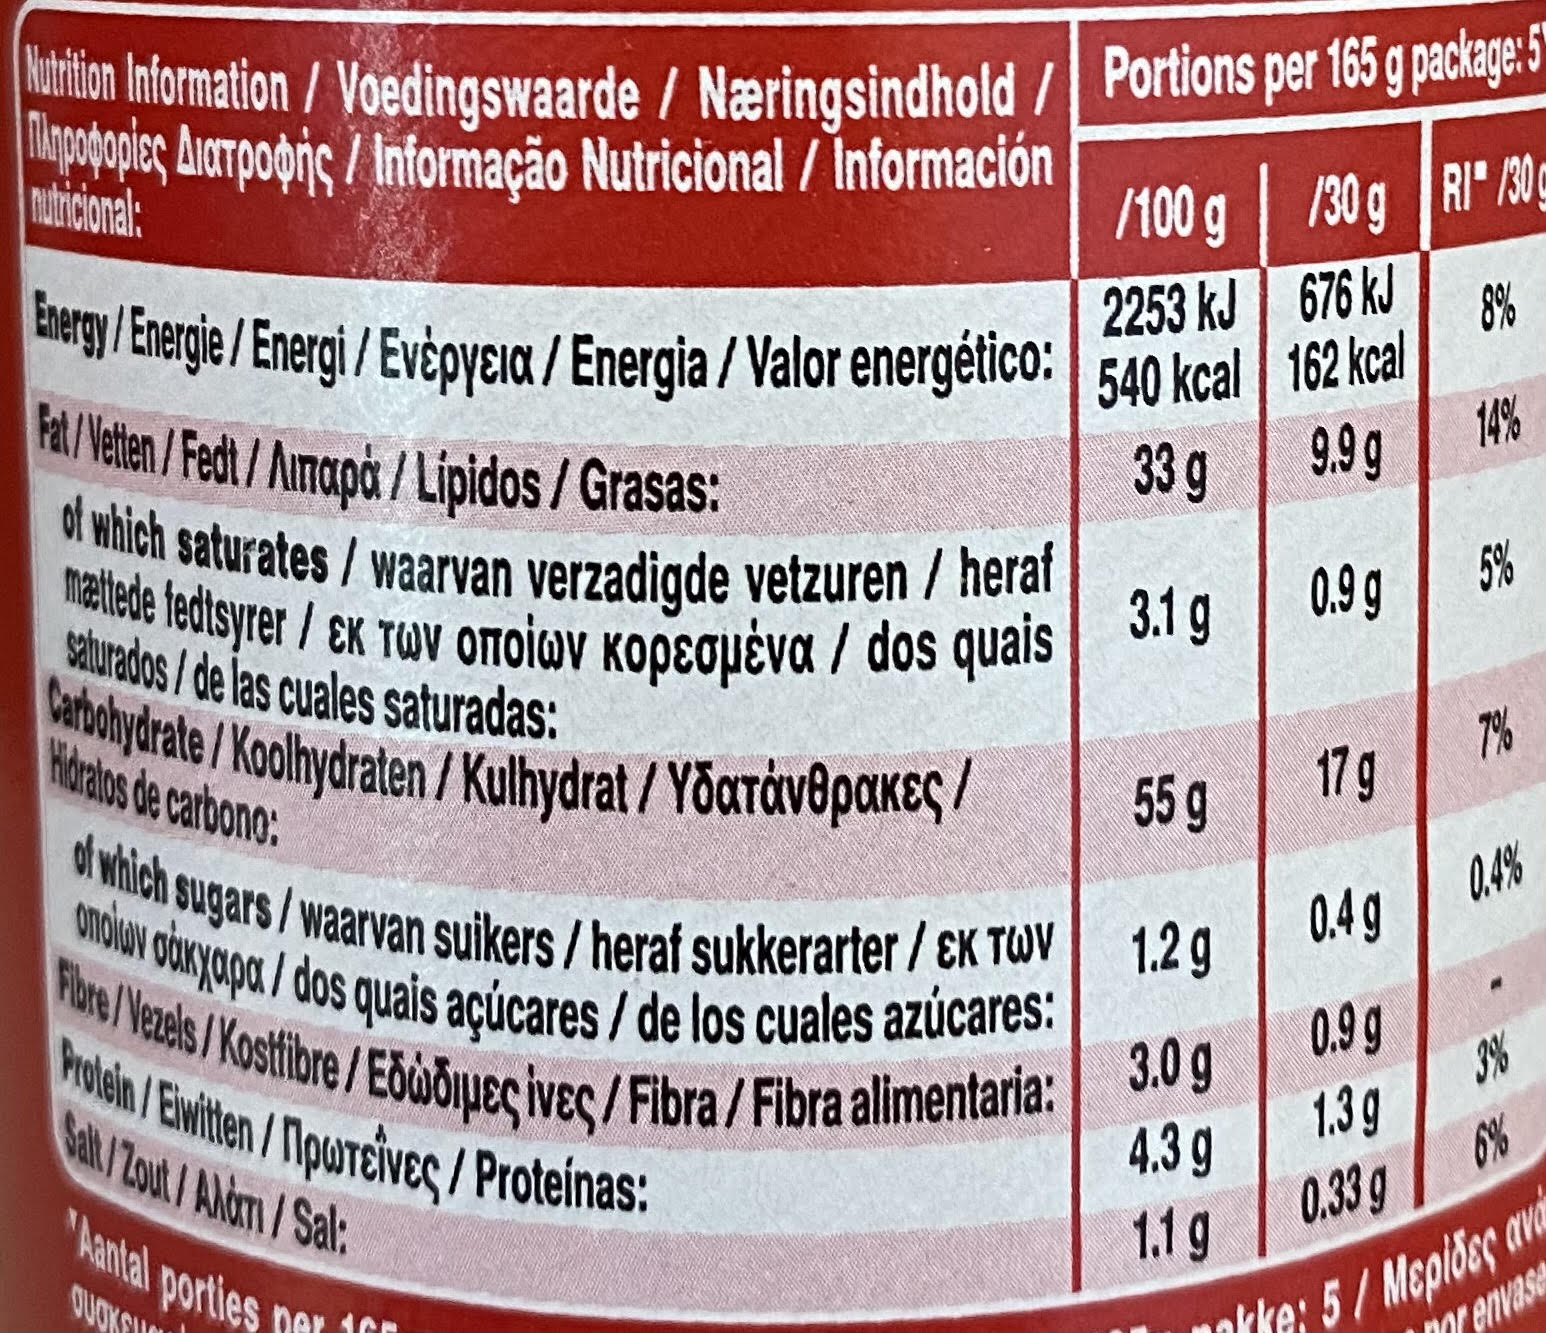 Nutrition Information / Voedingswaarde / Næringsindhold /
Πληροφορίες Διατροφής / Informação Nutricional / Información
nutricional:
Portions per 165 g package: 5
/100 g /30 g RI /30 g
Energy / Energie / Energi / Ενέργεια / Energia / Valor energético: 2253 kJ 676 kJ 8%
540 kcal 162 kcal
Fat / Vetten / Fedt / Λιπαρά / Lípidos / Grasas: 33 g 9.9 g 14%
of which saturates / waarvan verzadigde vetzuren / heraf
mættede fedtsyrer / εκ των οποίων κορεσμένα / dos quais
saturados / de las cuales saturadas: 3.1 g 0.9 g 5%
Carbohydrate / Koolhydraten / Kulhydrat / Υδατάνθρακες /
Hidratos de carbono: 55 g 17 g 7%
of which sugars / waarvan suikers / heraf sukkerarter / εκ των
οποίων σάκχαρα / dos quais açúcares / de los cuales azúcares: 1.2 g 0.4 g 0.4%
Fibre / Vezels / Kostfibre / Εδώδιμες ίνες / Fibra / Fibra alimentaria: 3.0 g 0.9 g -
Protein / Eiwitten / Πρωτεΐνες / Proteínas: 4.3 g 1.3 g 3%
Salt / Zout / Αλάτι / Sal: 1.1 g 0.33 g 6%
Aantal porties per 5 / Μερίδες ανά
por envase